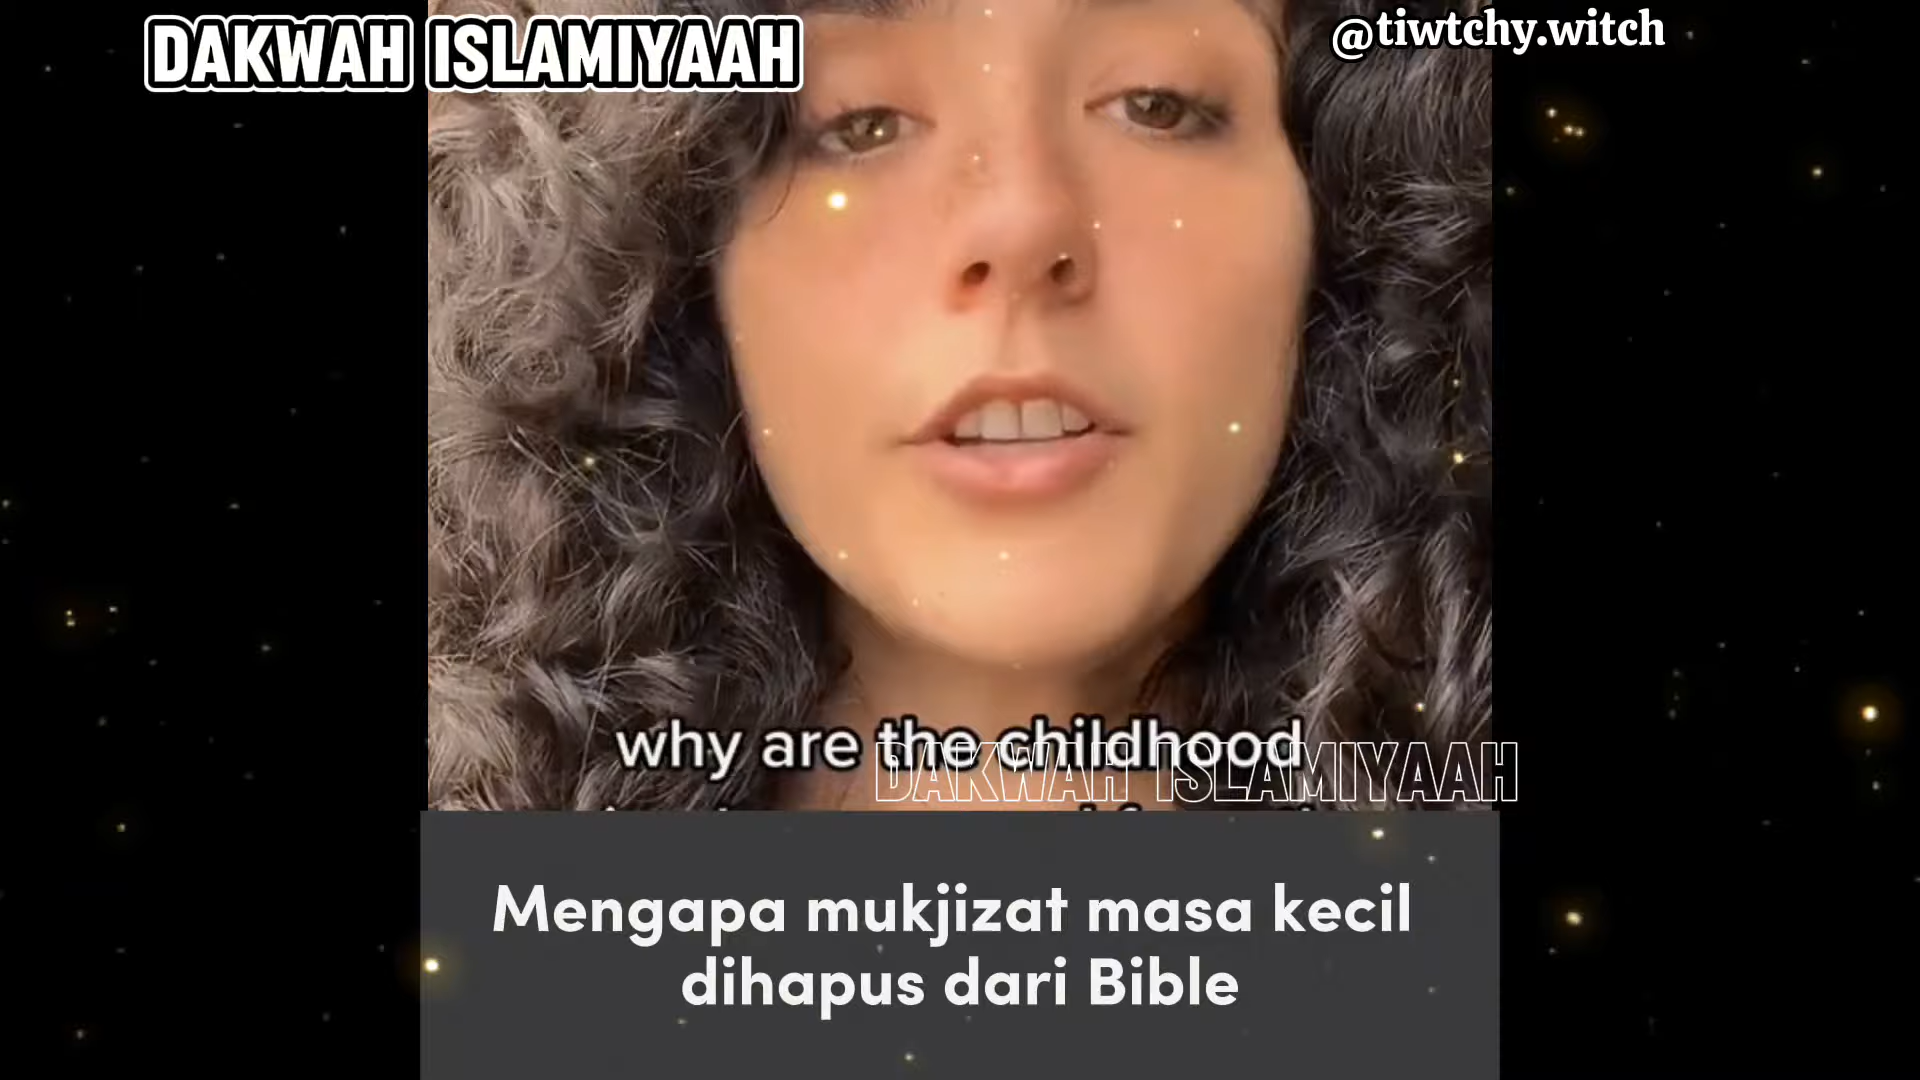 DAKWAH ISLAMIYAAH
@tiwtchy.witch
why are the childhood
DAKWAH ISLAMIYAAH
Mengapa mukjizat masa kecil
dihapus dari Bible